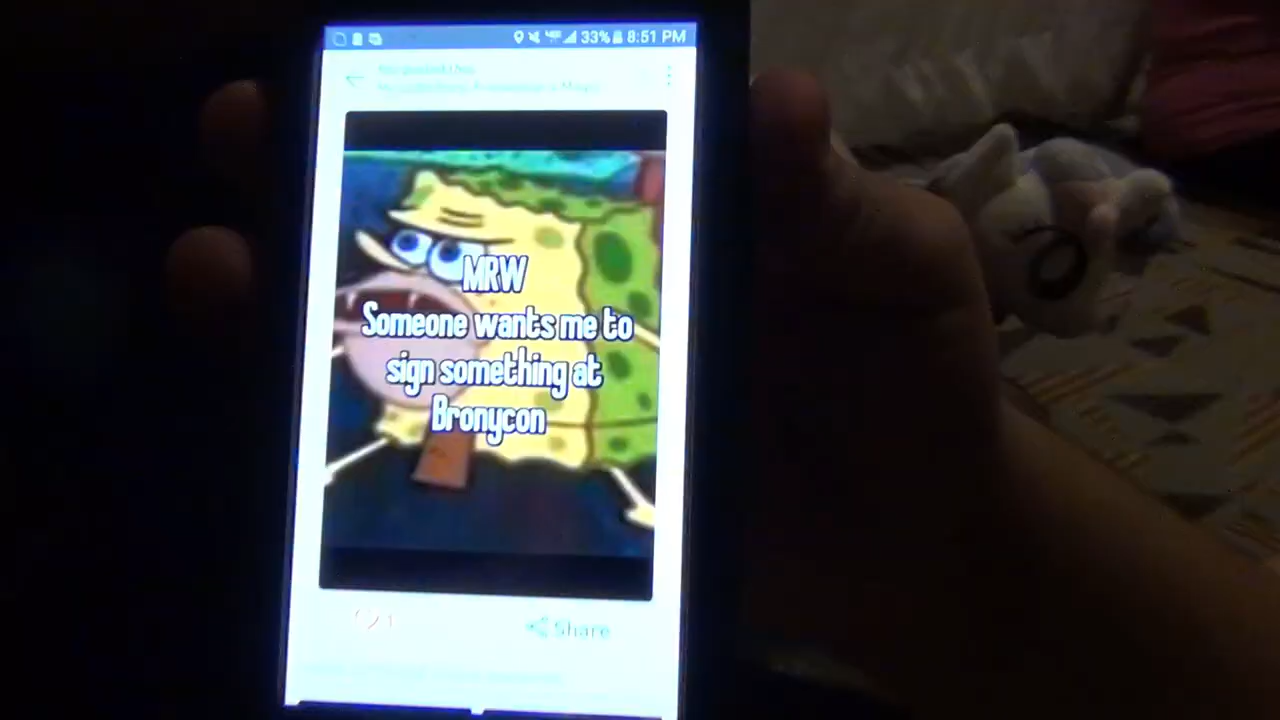 33% 8:51 PM
MRW
Someone wants me to
sign something at
Bronycon
Share